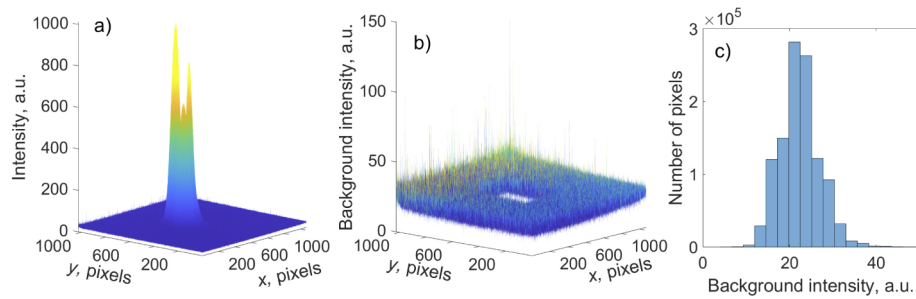 a)
1000
800
600
400
200
0
Intensity, a.u.
1000
600
200
y, pixels
200
600
1000
x, pixels
b)
150
100
50
0
Background intensity, a.u.
1000
600
200
y, pixels
200
600
1000
x, pixels
×10⁵
c)
3
2
1
0
Number of pixels
0 20 40
Background intensity, a.u.